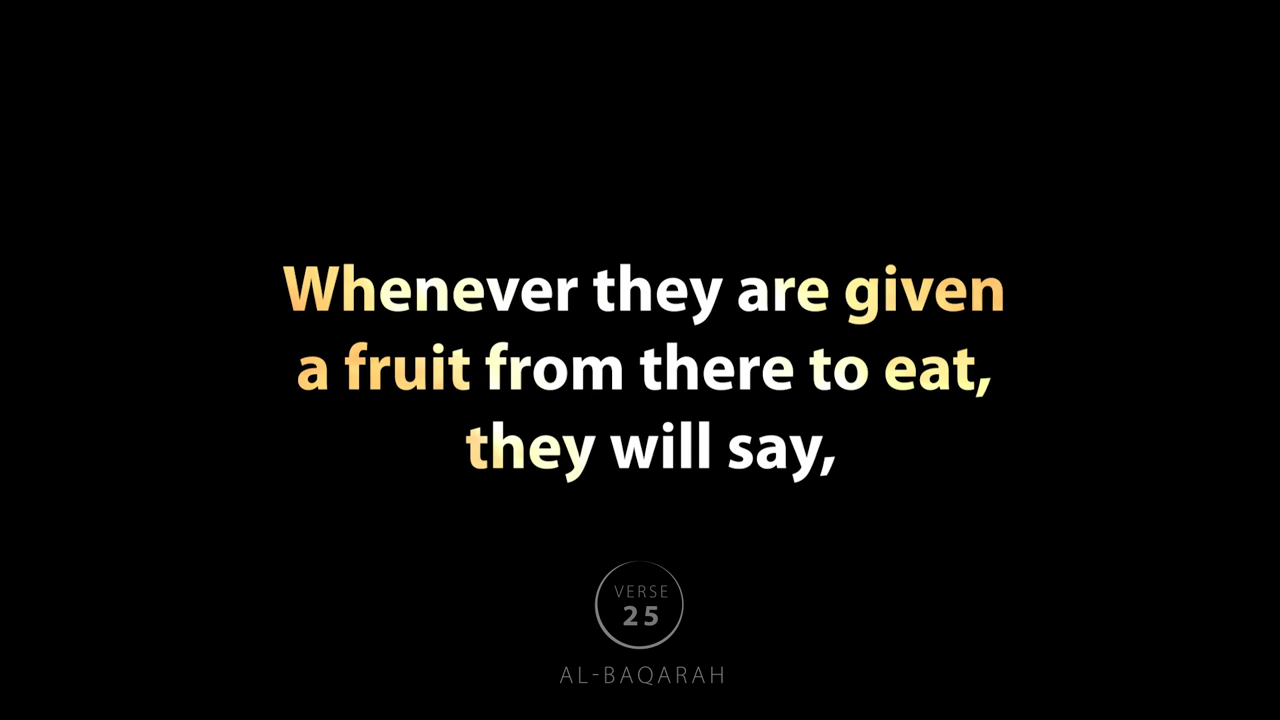 Whenever they are given
a fruit from there to eat,
they will say,
VERSE
25
AL-BAQARAH